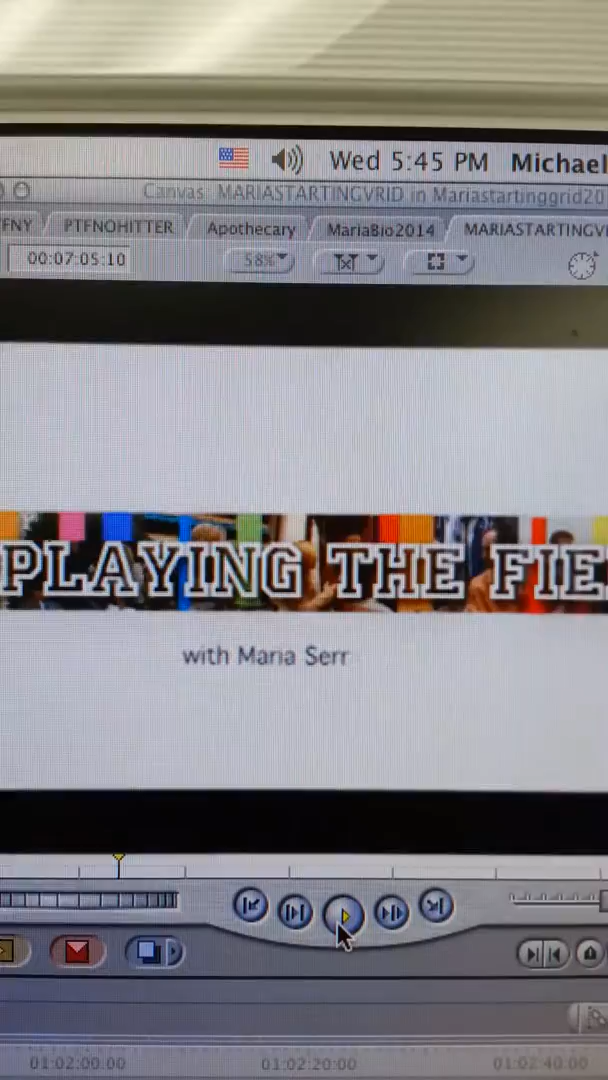 Wed 5:45 PM Michael
Canvas MARIASTARTINGVRID in Mariastartinggrid20
FNY PTFNOHITTER Apothecary MariaBio2014 MARIASTARTINGV
00:07:05:10 58%
PLAYING THE FIE
with Maria Serr
01:02:00:00 01:02:20:00 01:02:40:00